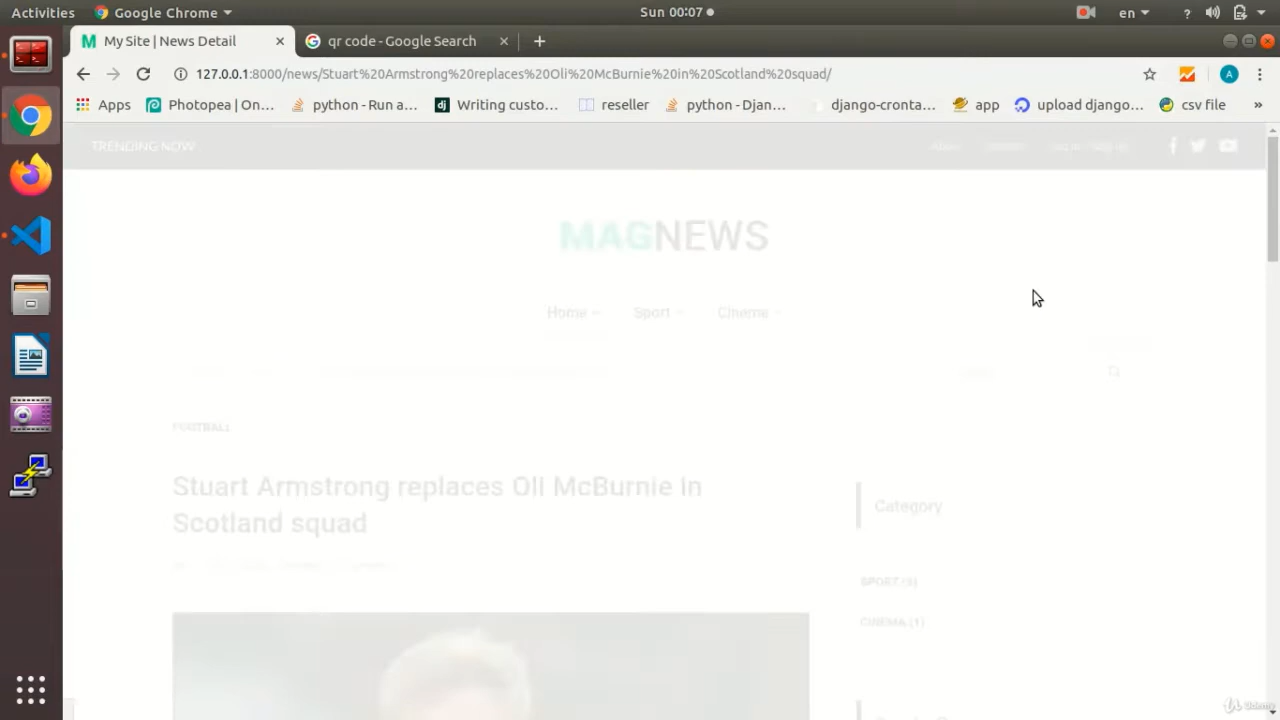 Activities
Google Chrome
Sun 00:07
en
?
My Site | News Detail
qr code - Google Search
127.0.0.1:8000/news/Stuart%20Armstrong%20replaces%20Oli%20McBurnie%20in%20Scotland%20squad/
A
Apps
Photopea | On...
python - Run a...
Writing custo...
reseller
python - Djan...
django-cronta...
app
upload django...
csv file
»
TRENDING NOW
About
MAGNEWS
Home
Sport
Cinema
FOOTBALL
Stuart Armstrong replaces Oli McBurnie in
Scotland squad
Category
SPORT (3)
CINEMA (1)
Udemy